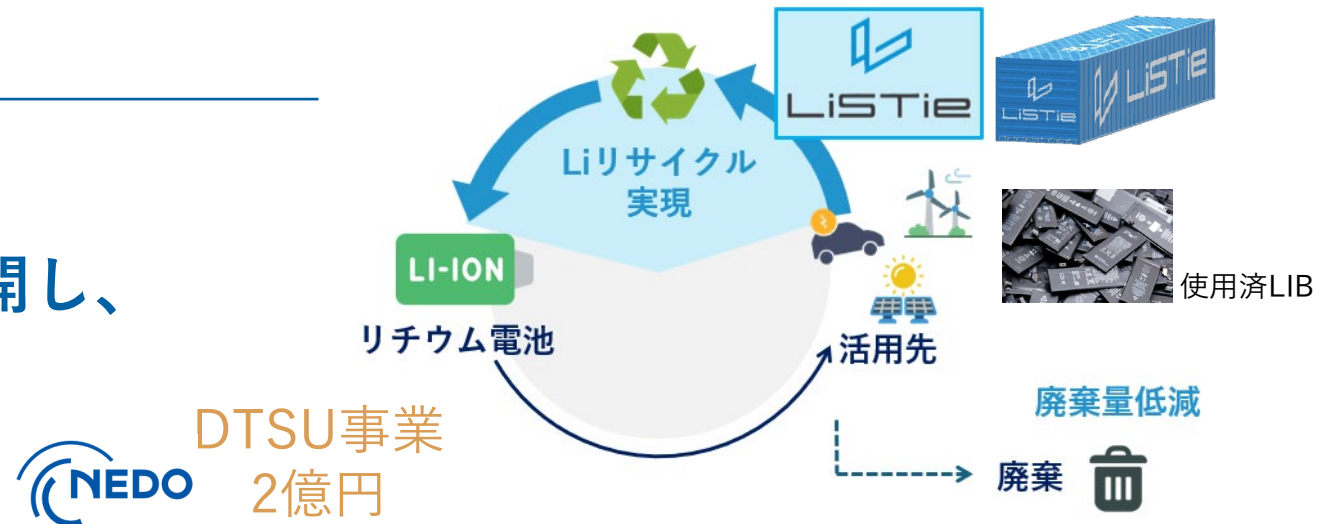 LiSTie
LiSTie
LiSTie
Liリサイクル
実現
LI-ION
使用済LIB
開し、
リチウム電池
活用先
廃棄量低減
DTSU事業
NEDO
2億円
廃棄